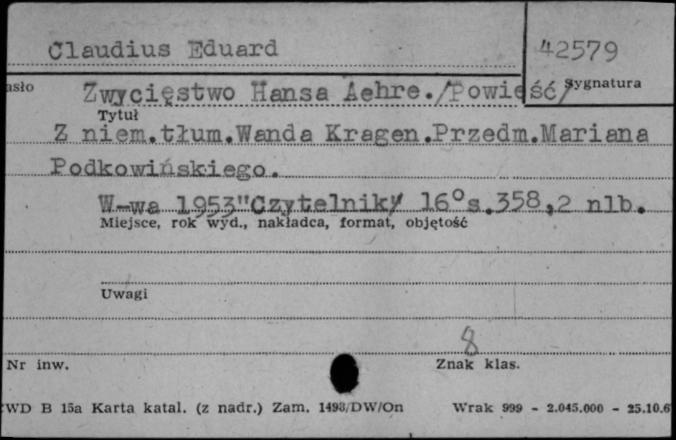 Claudius Eduard 42579
asło Zwycięstwo Hansa Aehre./Powieść/ Sygnatura
Tytuł
Z niem.tłum.Wanda Kragen.Przedm.Mariana
Podkowińskiego.
W-wa 1953"Czytelnik" 16°s.358,2 nlb.
Miejsce, rok wyd., nakładca, format, objętość
Uwagi
8
Nr inw. Znak klas.
WD B 15a Karta katal. (z nadr.) Zam. 1493/DW/On Wrak 999 - 2.045.000 - 25.10.6